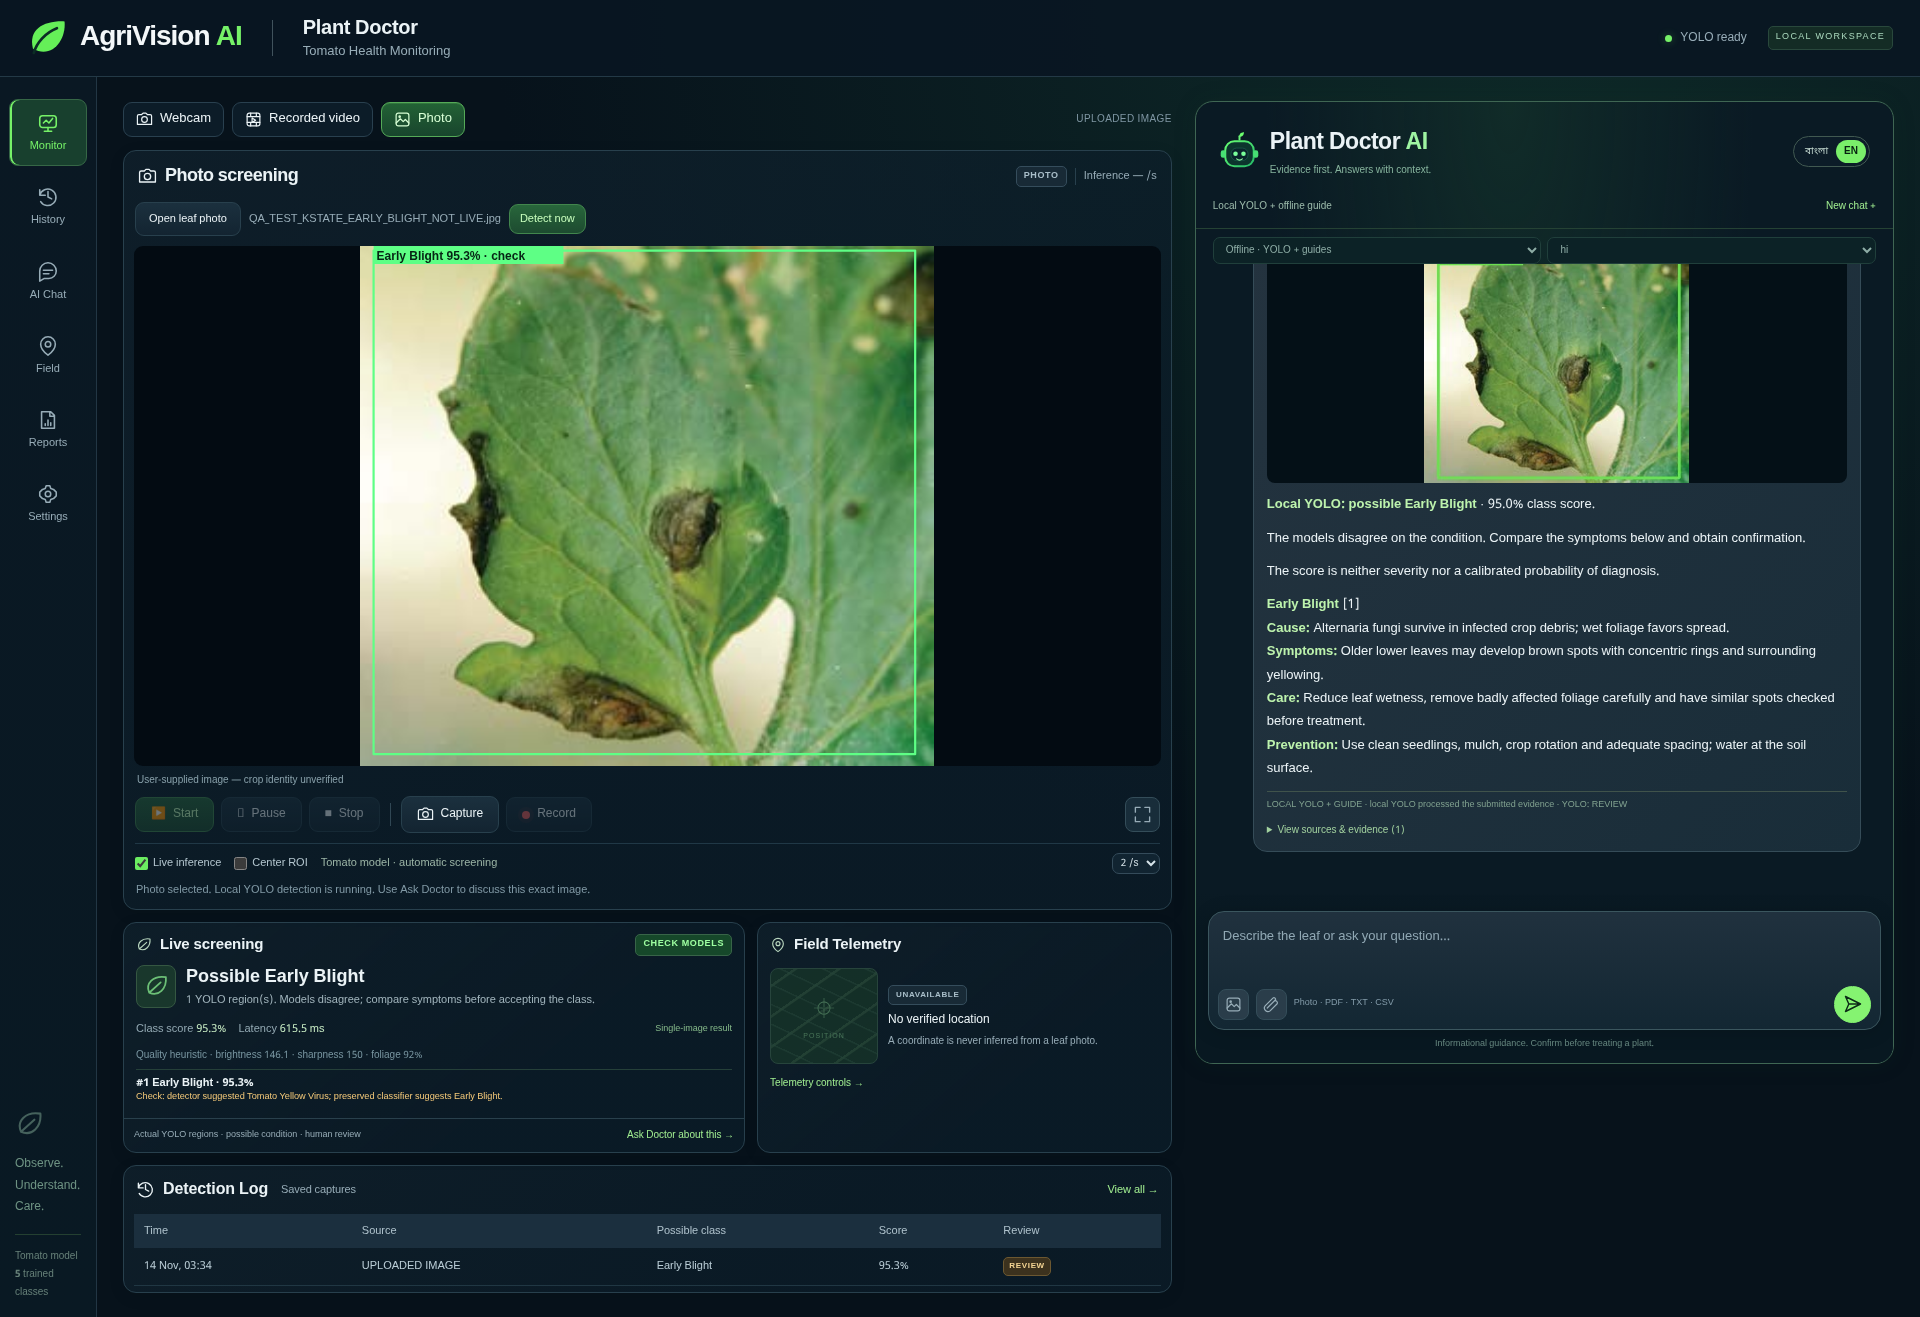 AgriVision AI
Plant Doctor
Tomato Health Monitoring
YOLO ready
LOCAL WORKSPACE
Monitor
History
AI Chat
Field
Reports
Settings
Observe.
Understand.
Care.
Tomato model
5 trained
classes
Webcam
Recorded video
Photo
UPLOADED IMAGE
Photo screening
PHOTO
Inference — /s
Open leaf photo
QA_TEST_KSTATE_EARLY_BLIGHT_NOT_LIVE.jpg
Detect now
Early Blight 95.3% · check
User-supplied image — crop identity unverified
Start
Pause
Stop
Capture
Record
Live inference
Center ROI
Tomato model · automatic screening
2 /s
Photo selected. Local YOLO detection is running. Use Ask Doctor to discuss this exact image.
Live screening
CHECK MODELS
Possible Early Blight
1 YOLO region(s). Models disagree; compare symptoms before accepting the class.
Class score 95.3% Latency 615.5 ms
Single-image result
Quality heuristic · brightness 146.1 · sharpness 150 · foliage 92%
#1 Early Blight · 95.3%
Check: detector suggested Tomato Yellow Virus; preserved classifier suggests Early Blight.
Actual YOLO regions · possible condition · human review
Ask Doctor about this →
Field Telemetry
POSITION
UNAVAILABLE
No verified location
A coordinate is never inferred from a leaf photo.
Telemetry controls →
Detection Log
Saved captures
View all →
Time Source Possible class Score Review
14 Nov, 03:34 UPLOADED IMAGE Early Blight 95.3% REVIEW
Plant Doctor AI
Evidence first. Answers with context.
বাংলা
EN
Local YOLO + offline guide
New chat +
Offline · YOLO + guides
hi
Local YOLO: possible Early Blight · 95.0% class score.
The models disagree on the condition. Compare the symptoms below and obtain confirmation.
The score is neither severity nor a calibrated probability of diagnosis.
Early Blight [1]
Cause: Alternaria fungi survive in infected crop debris; wet foliage favors spread.
Symptoms: Older lower leaves may develop brown spots with concentric rings and surrounding
yellowing.
Care: Reduce leaf wetness, remove badly affected foliage carefully and have similar spots checked
before treatment.
Prevention: Use clean seedlings, mulch, crop rotation and adequate spacing; water at the soil
surface.
LOCAL YOLO + GUIDE · local YOLO processed the submitted evidence · YOLO: REVIEW
View sources & evidence (1)
Describe the leaf or ask your question...
Photo · PDF · TXT · CSV
Informational guidance. Confirm before treating a plant.